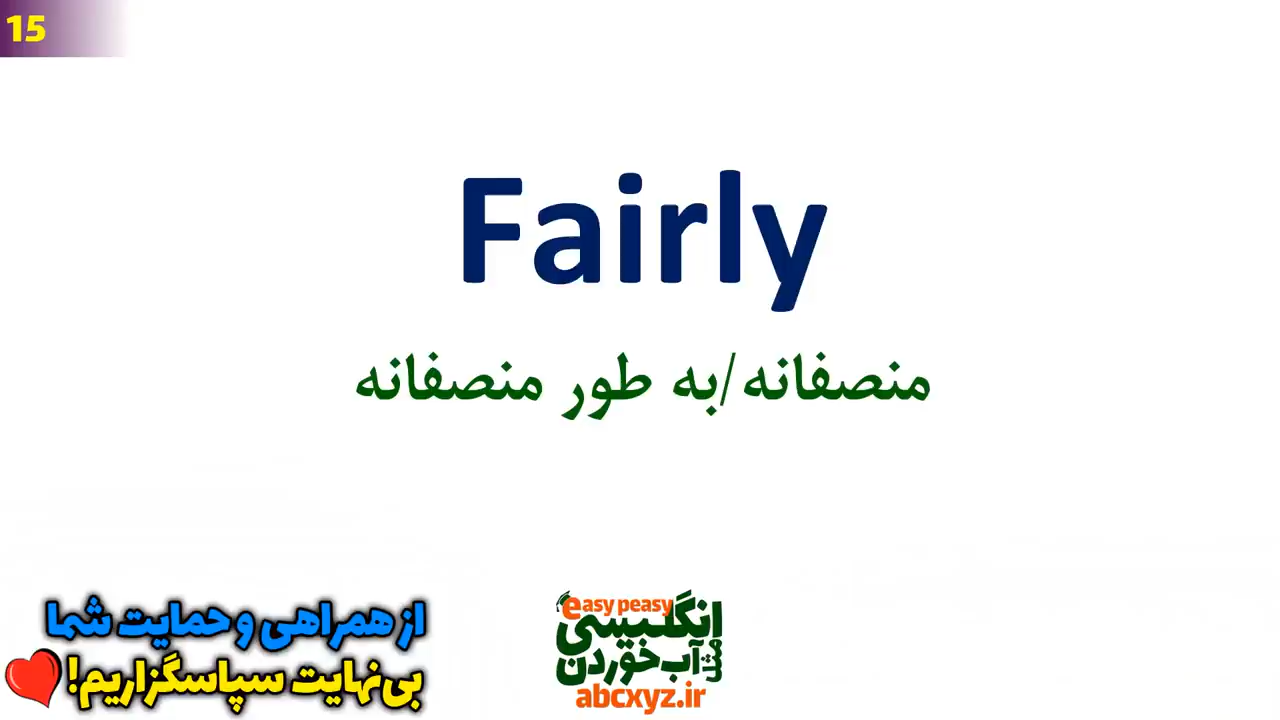 15
Fairly
منصفانه/به طور منصفانه
از همراهی و حمایت شما
بی‌نهایت سپاسگزاریم!
easy peasy
انگلیسی
مثل آب خوردن
abcxyz.ir